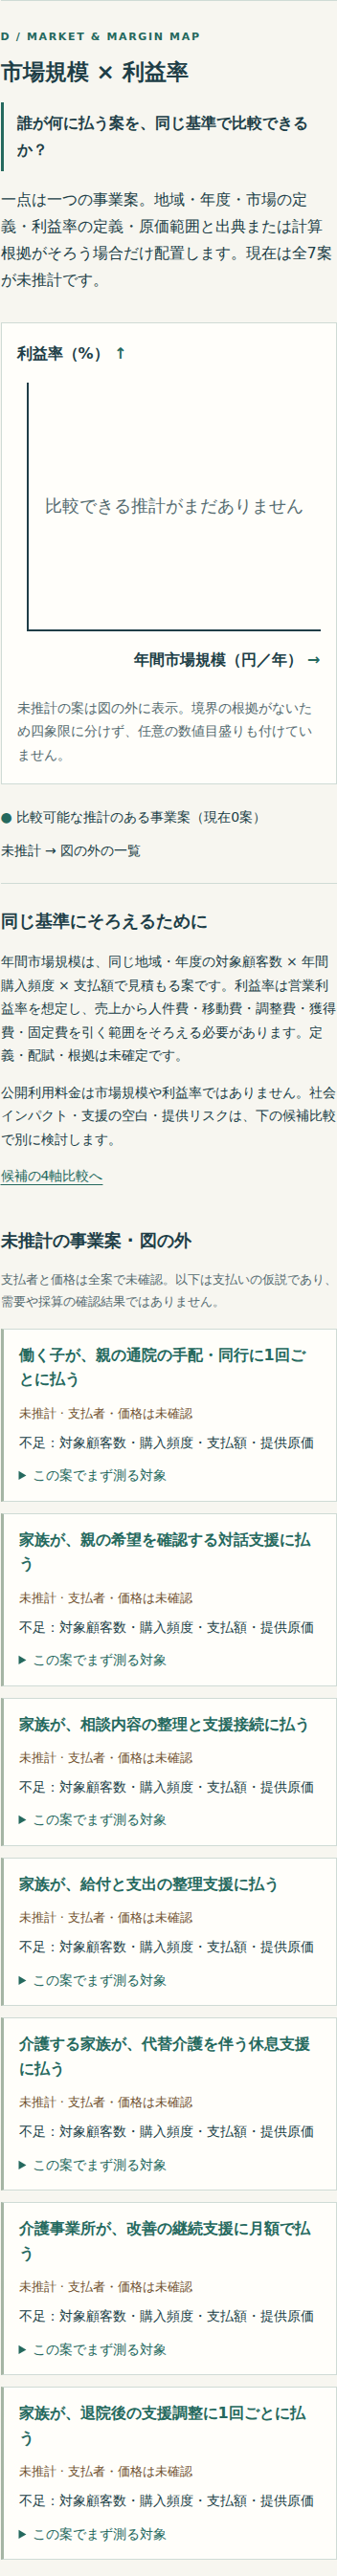 D / MARKET & MARGIN MAP
市場規模 × 利益率
誰が何に払う案を、同じ基準で比較できる
か？
一点は一つの事業案。地域・年度・市場の定
義・利益率の定義・原価範囲と出典または計算
根拠がそろう場合だけ配置します。現在は全7案
が未推計です。
利益率（%） ↑
比較できる推計がまだありません
年間市場規模（円／年） →
未推計の案は図の外に表示。境界の根拠がないた
め四象限に分けず、任意の数値目盛りも付けてい
ません。
● 比較可能な推計のある事業案（現在0案）
未推計 → 図の外の一覧
同じ基準にそろえるために
年間市場規模は、同じ地域・年度の対象顧客数 × 年間
購入頻度 × 支払額で見積もる案です。利益率は営業利
益率を想定し、売上から人件費・移動費・調整費・獲得
費・固定費を引く範囲をそろえる必要があります。定
義・配賦・根拠は未確定です。
公開利用料金は市場規模や利益率ではありません。社会
インパクト・支援の空白・提供リスクは、下の候補比較
で別に検討します。
候補の4軸比較へ
未推計の事業案・図の外
支払者と価格は全案で未確認。以下は支払いの仮説であり、
需要や採算の確認結果ではありません。
働く子が、親の通院の手配・同行に1回ご
とに払う
未推計・支払者・価格は未確認
不足：対象顧客数・購入頻度・支払額・提供原価
▶ この案でまず測る対象
家族が、親の希望を確認する対話支援に払
う
未推計・支払者・価格は未確認
不足：対象顧客数・購入頻度・支払額・提供原価
▶ この案でまず測る対象
家族が、相談内容の整理と支援接続に払う
未推計・支払者・価格は未確認
不足：対象顧客数・購入頻度・支払額・提供原価
▶ この案でまず測る対象
家族が、給付と支出の整理支援に払う
未推計・支払者・価格は未確認
不足：対象顧客数・購入頻度・支払額・提供原価
▶ この案でまず測る対象
介護する家族が、代替介護を伴う休息支援
に払う
未推計・支払者・価格は未確認
不足：対象顧客数・購入頻度・支払額・提供原価
▶ この案でまず測る対象
介護事業所が、改善の継続支援に月額で払
う
未推計・支払者・価格は未確認
不足：対象顧客数・購入頻度・支払額・提供原価
▶ この案でまず測る対象
家族が、退院後の支援調整に1回ごとに払
う
未推計・支払者・価格は未確認
不足：対象顧客数・購入頻度・支払額・提供原価
▶ この案でまず測る対象